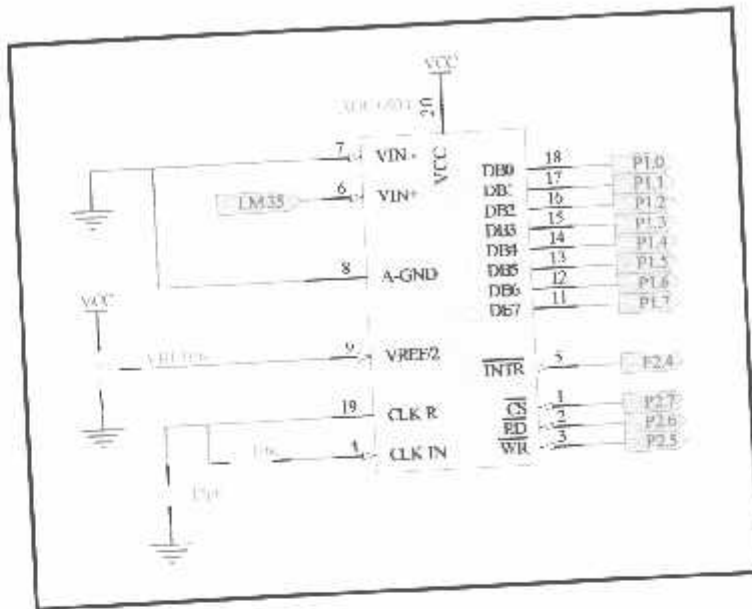 VCC
20
VCC
7 VIN -
LM35 6 VIN+
8 A-GND
VCC
9 VREF/2
19 CLK R
4 CLK IN
DB0 18 P1.0
DB1 17 P1.1
DB2 16 P1.2
DB3 15 P1.3
DB4 14 P1.4
DB5 13 P1.5
DB6 12 P1.6
DB7 11 P1.7
INTR 5 P2.4
CS 1 P2.7
RD 2 P2.6
WR 3 P2.5